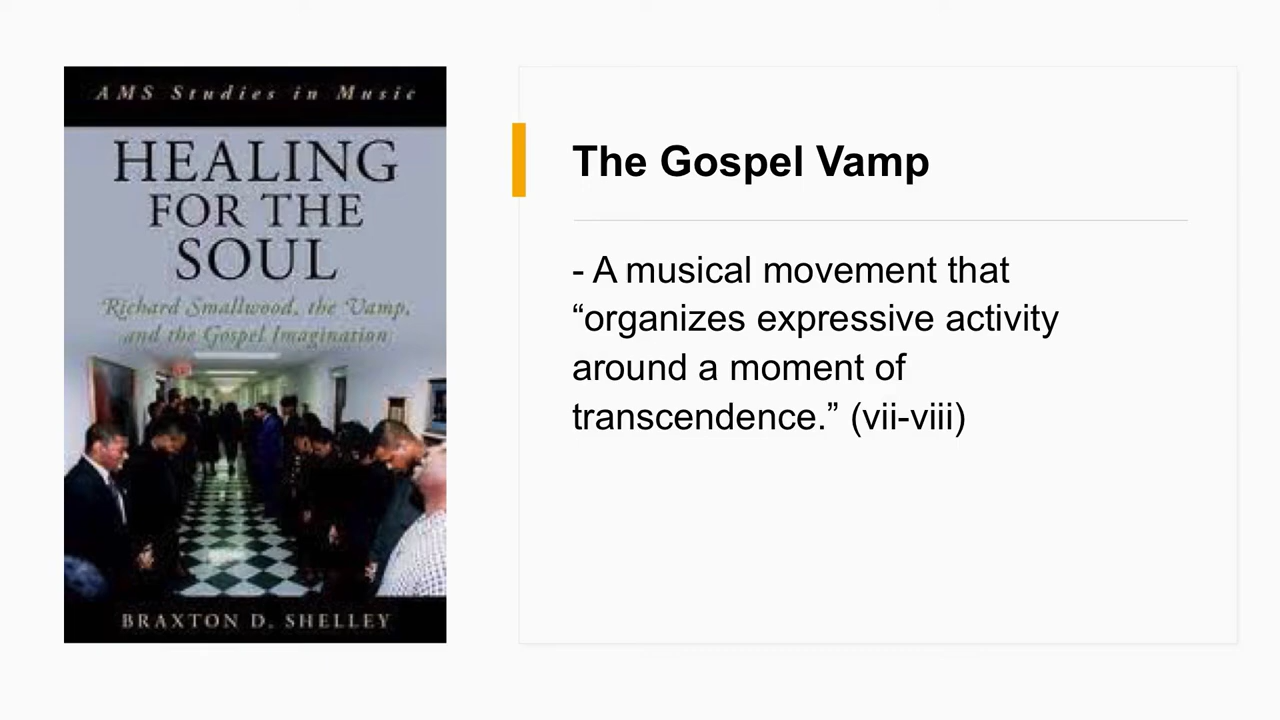 AMS Studies in Music
HEALING
FOR THE
SOUL
Richard Smallwood, the Vamp,
and the Gospel Imagination
BRAXTON D. SHELLEY
The Gospel Vamp
- A musical movement that
“organizes expressive activity
around a moment of
transcendence.” (vii-viii)